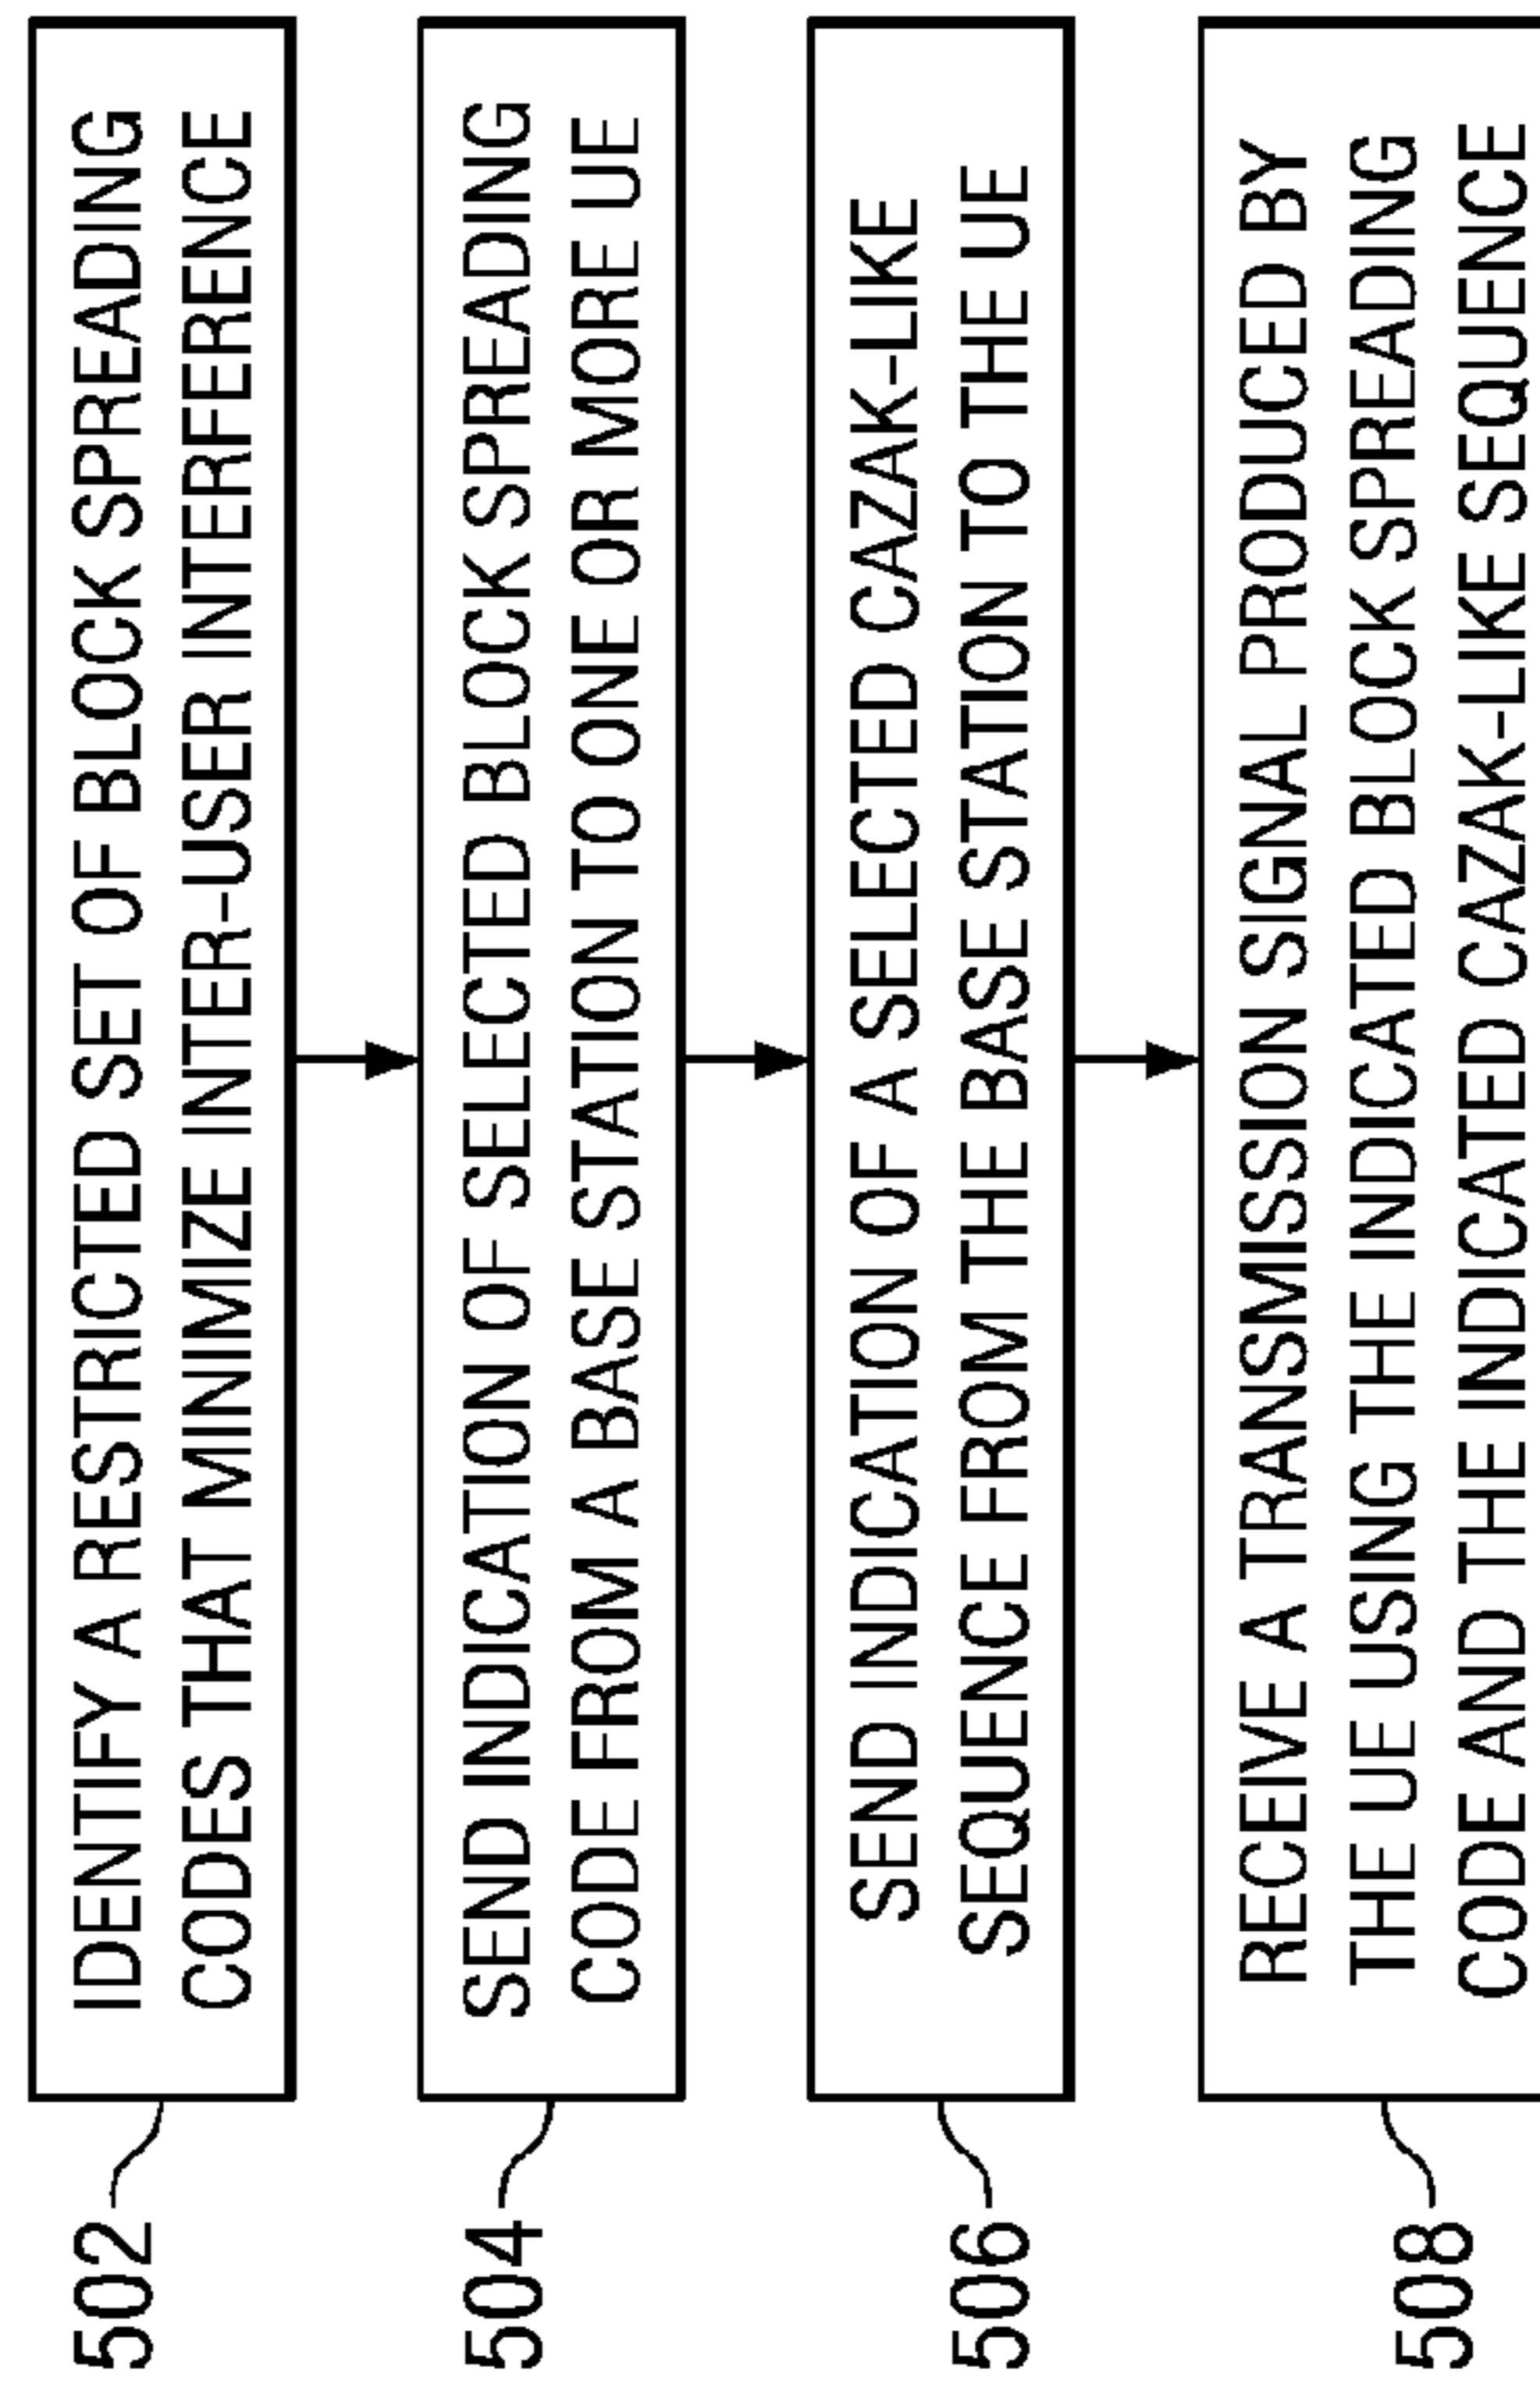 502
IDENTIFY A RESTRICTED SET OF BLOCK SPREADING
CODES THAT MINIMIZE INTER-USER INTERFERENCE
504
SEND INDICATION OF SELECTED BLOCK SPREADING
CODE FROM A BASE STATION TO ONE OR MORE UE
506
SEND INDICATION OF A SELECTED CAZAK-LIKE
SEQUENCE FROM THE BASE STATION TO THE UE
508
RECEIVE A TRANSMISSION SIGNAL PRODUCED BY
THE UE USING THE INDICATED BLOCK SPREADING
CODE AND THE INDICATED CAZAK-LIKE SEQUENCE